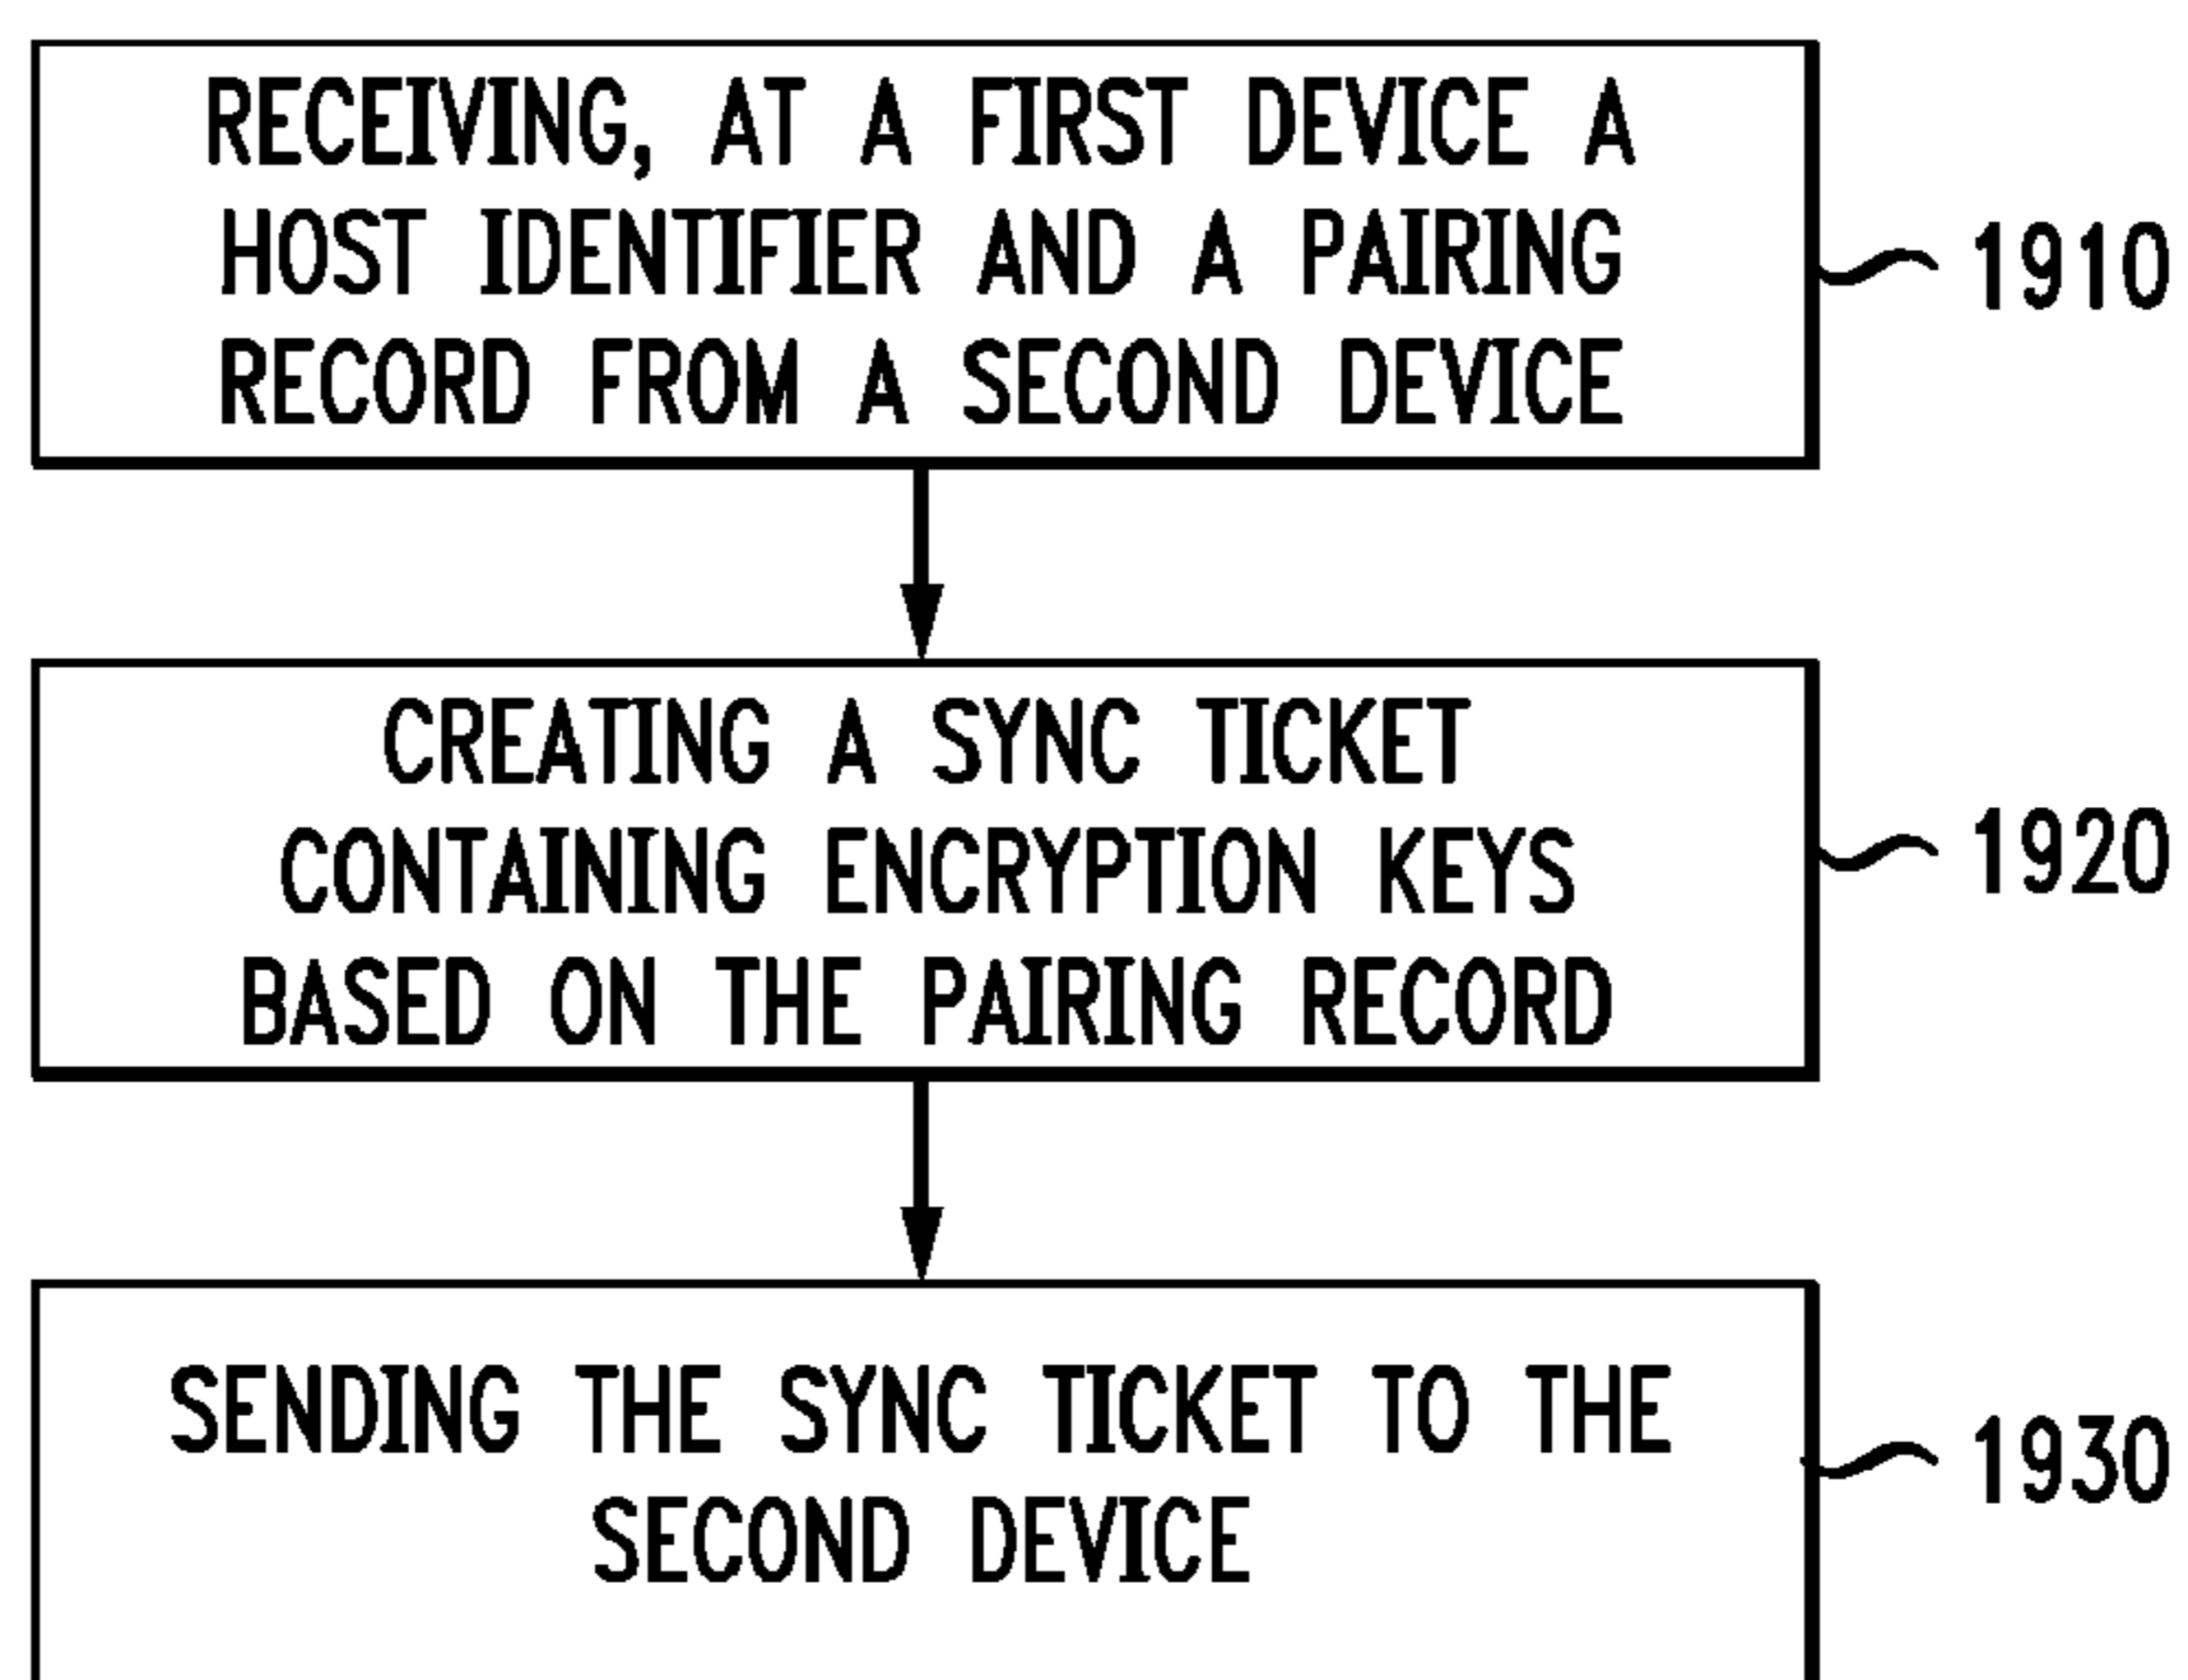 RECEIVING, AT A FIRST DEVICE A
HOST IDENTIFIER AND A PAIRING
RECORD FROM A SECOND DEVICE
1910
CREATING A SYNC TICKET
CONTAINING ENCRYPTION KEYS
BASED ON THE PAIRING RECORD
1920
SENDING THE SYNC TICKET TO THE
SECOND DEVICE
1930